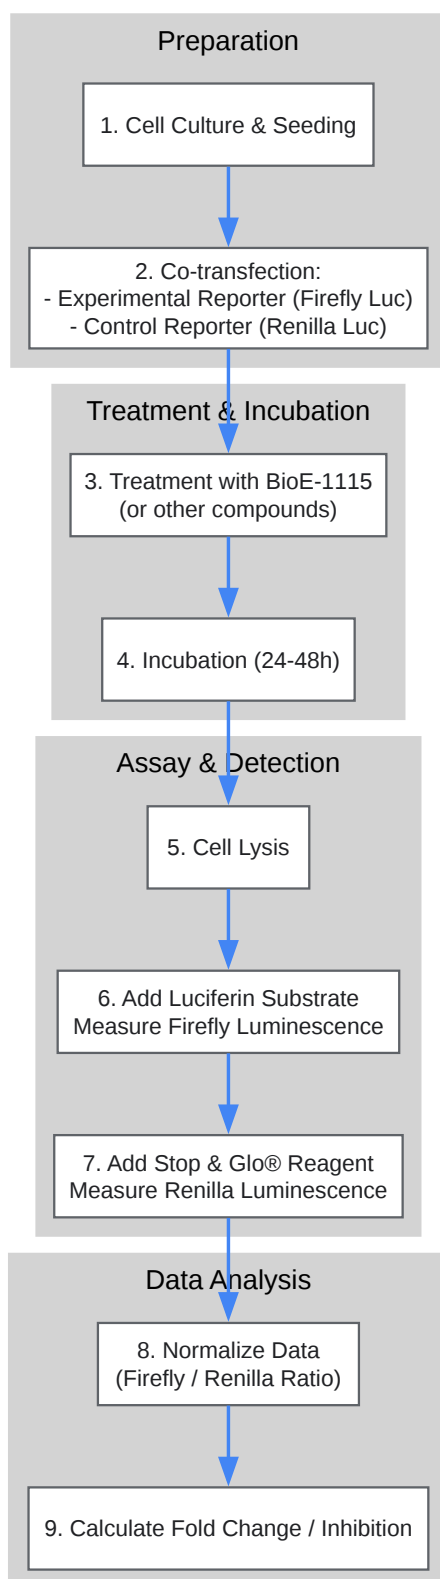 Preparation
1. Cell Culture & Seeding
2. Co-transfection:
- Experimental Reporter (Firefly Luc)
- Control Reporter (Renilla Luc)
Treatment & Incubation
3. Treatment with BioE-1115
(or other compounds)
4. Incubation (24-48h)
Assay & Detection
5. Cell Lysis
6. Add Luciferin Substrate
Measure Firefly Luminescence
7. Add Stop & Glo® Reagent
Measure Renilla Luminescence
Data Analysis
8. Normalize Data
(Firefly / Renilla Ratio)
9. Calculate Fold Change / Inhibition